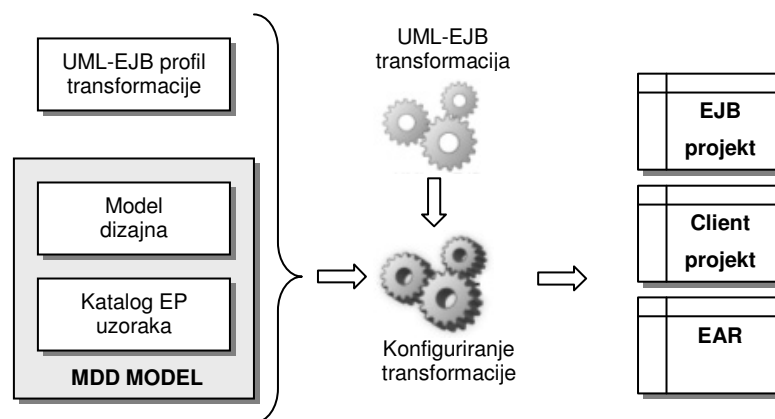 UML-EJB profil
transformacije
Model
dizajna
Katalog EP
uzoraka
MDD MODEL
UML-EJB
transformacija
Konfiguriranje
transformacije
EJB
projekt
Client
projekt
EAR